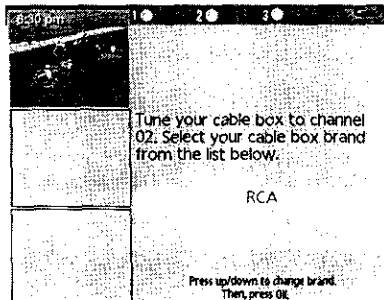 6:30 pm
1 2 3
Tune your cable box to channel
02. Select your cable box brand
from the list below.
RCA
Press up/down to change brand.
Then, press OK.